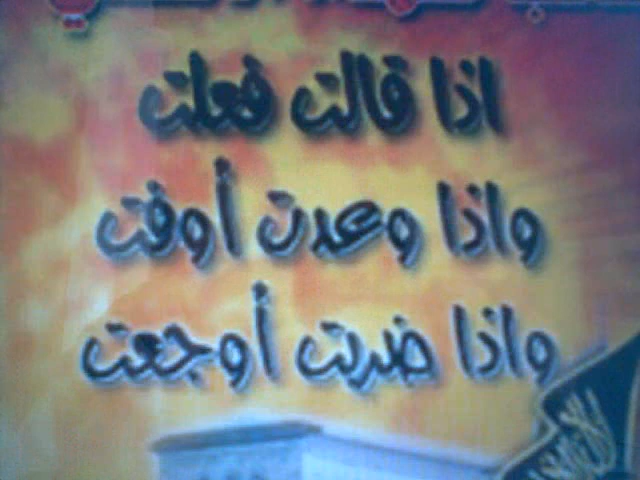 اذا قالت فعلت
واذا وعدت أوفت
واذا ضربت أوجعت